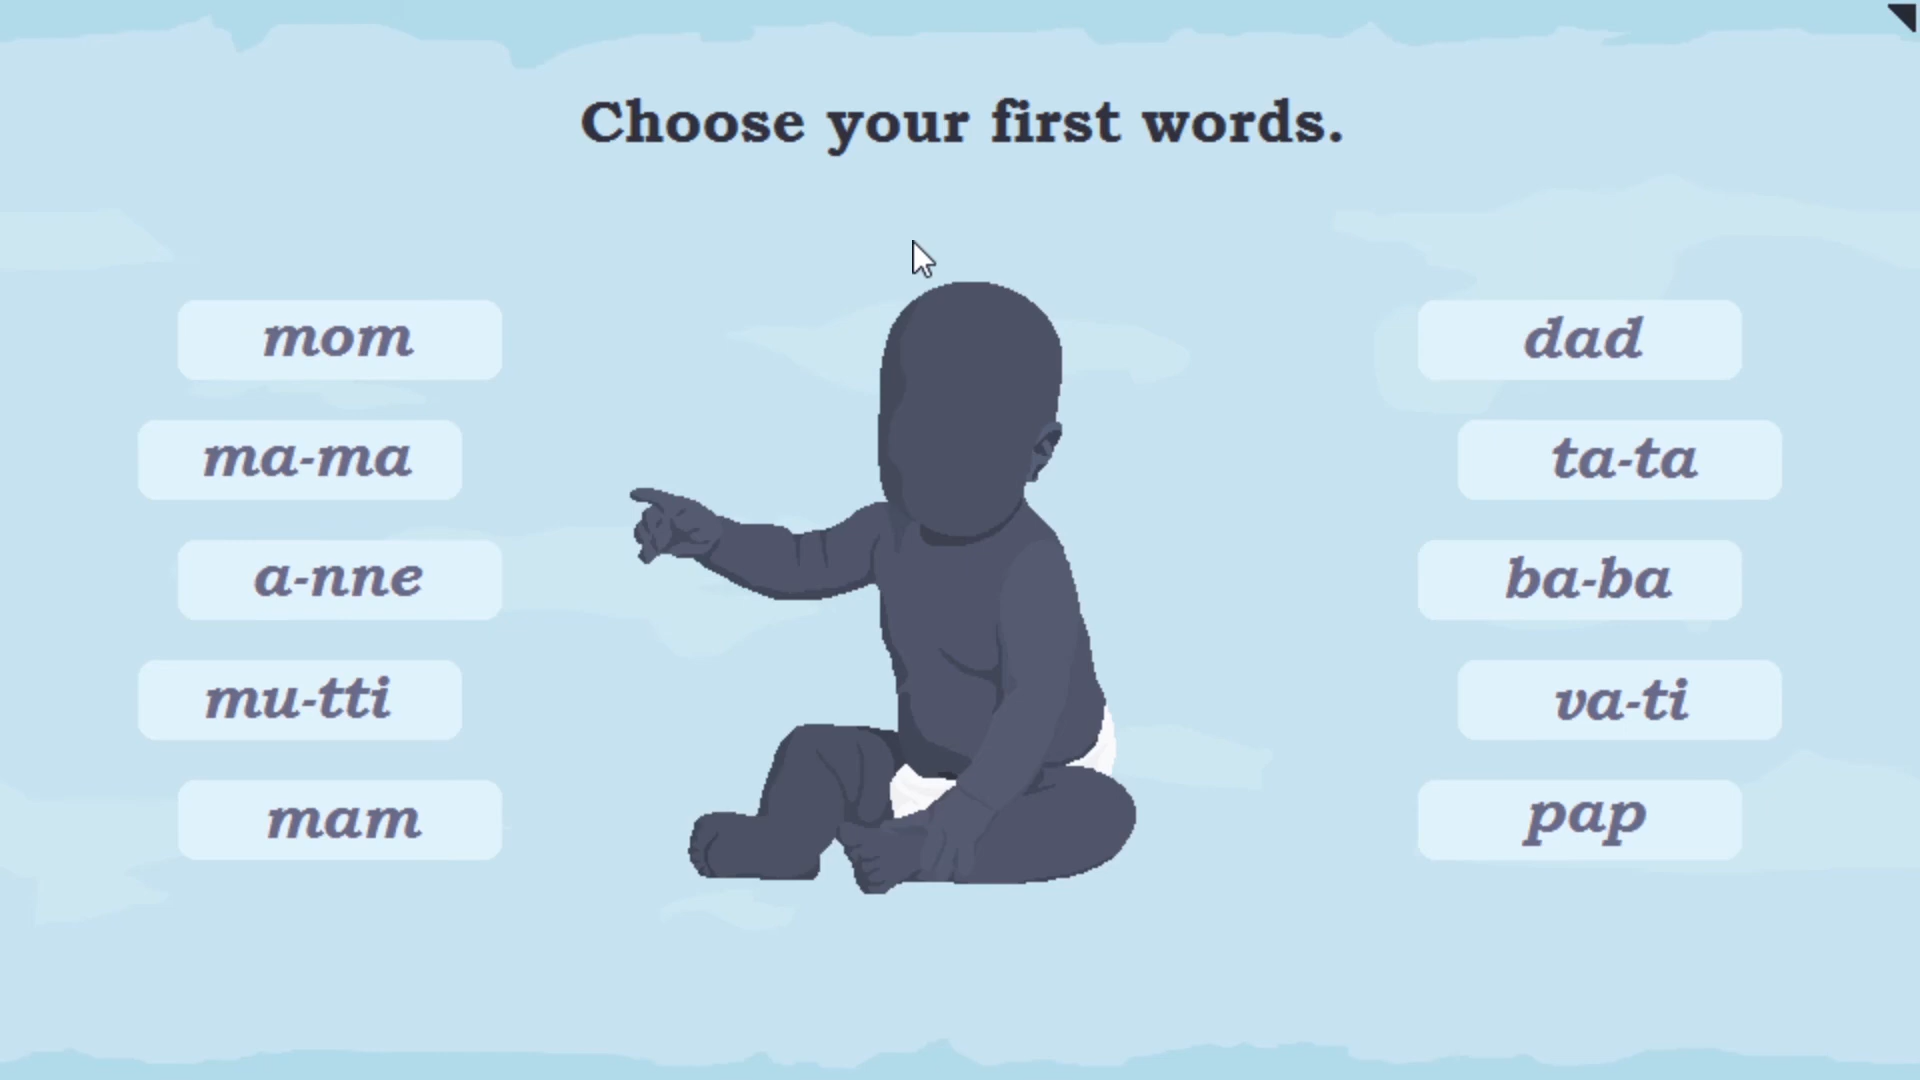 Choose your first words.
mom
ma-ma
a-nne
mu-tti
mam
dad
ta-ta
ba-ba
va-ti
pap